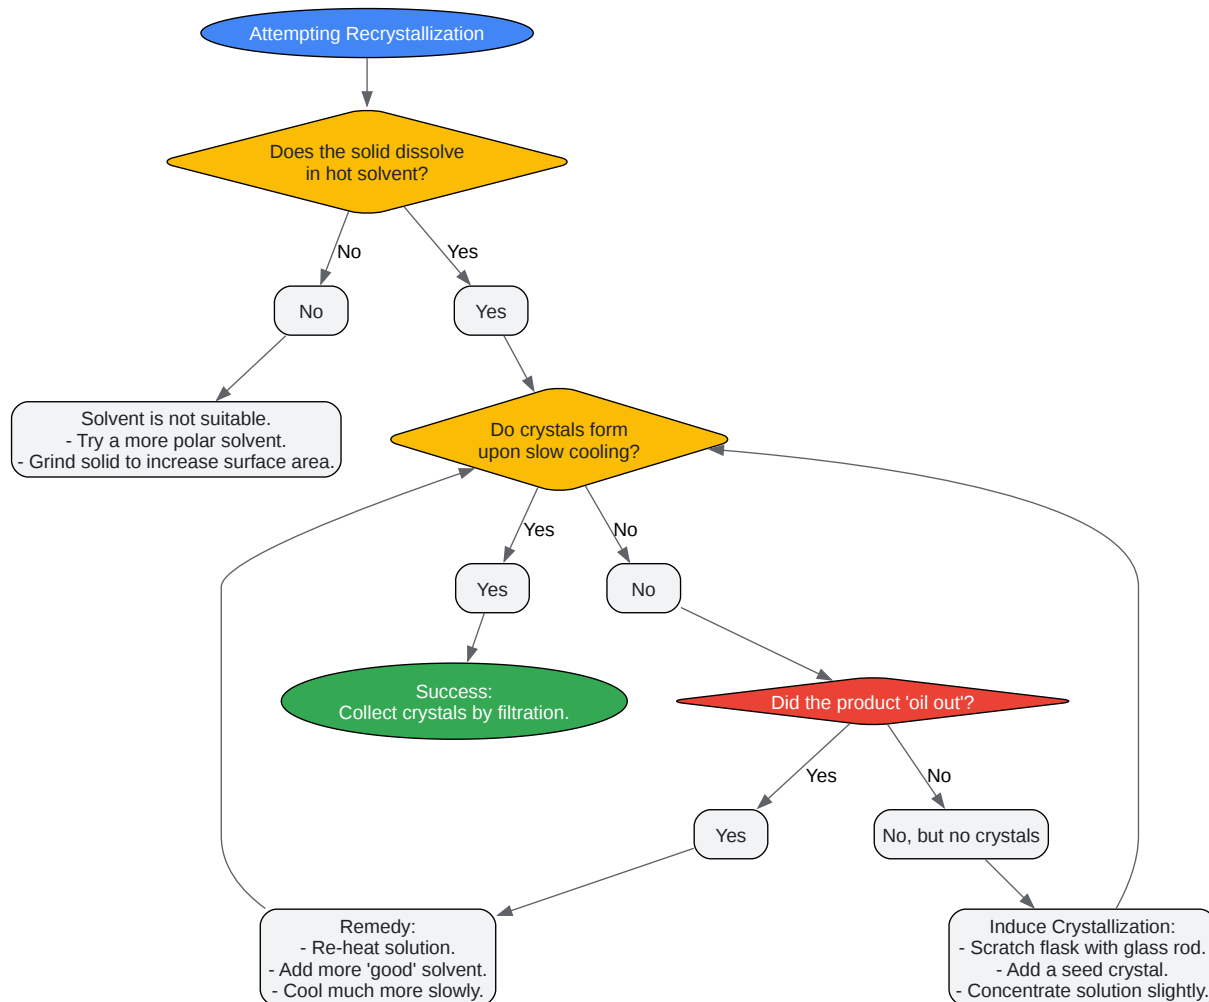 Attempting Recrystallization
Does the solid dissolve
in hot solvent?
No
Yes
No
Yes
Solvent is not suitable.
- Try a more polar solvent.
- Grind solid to increase surface area.
Do crystals form
upon slow cooling?
Yes
No
Yes
No
Success:
Collect crystals by filtration.
Did the product 'oil out'?
Yes
No
Yes
No, but no crystals
Remedy:
- Re-heat solution.
- Add more 'good' solvent.
- Cool much more slowly.
Induce Crystallization:
- Scratch flask with glass rod.
- Add a seed crystal.
- Concentrate solution slightly.